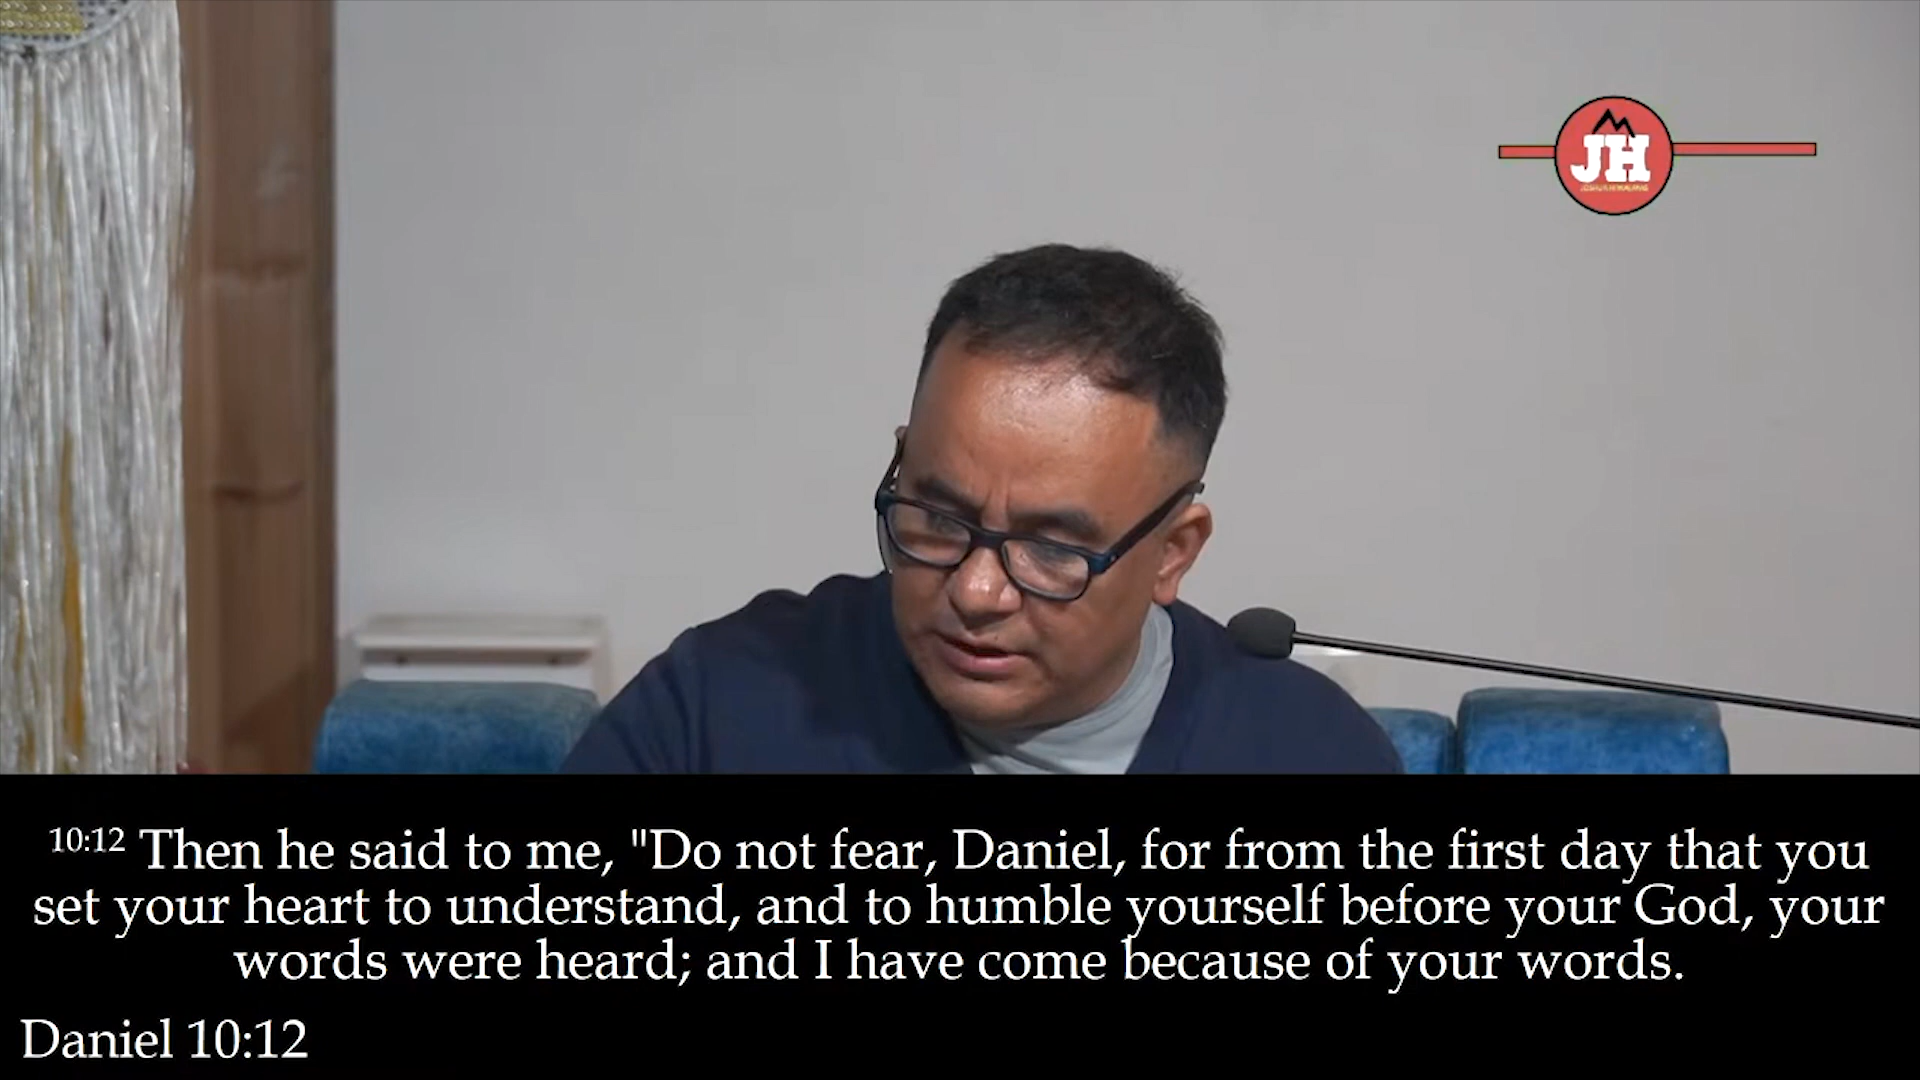 JH
10:12 Then he said to me, "Do not fear, Daniel, for from the first day that you
set your heart to understand, and to humble yourself before your God, your
words were heard; and I have come because of your words.
Daniel 10:12